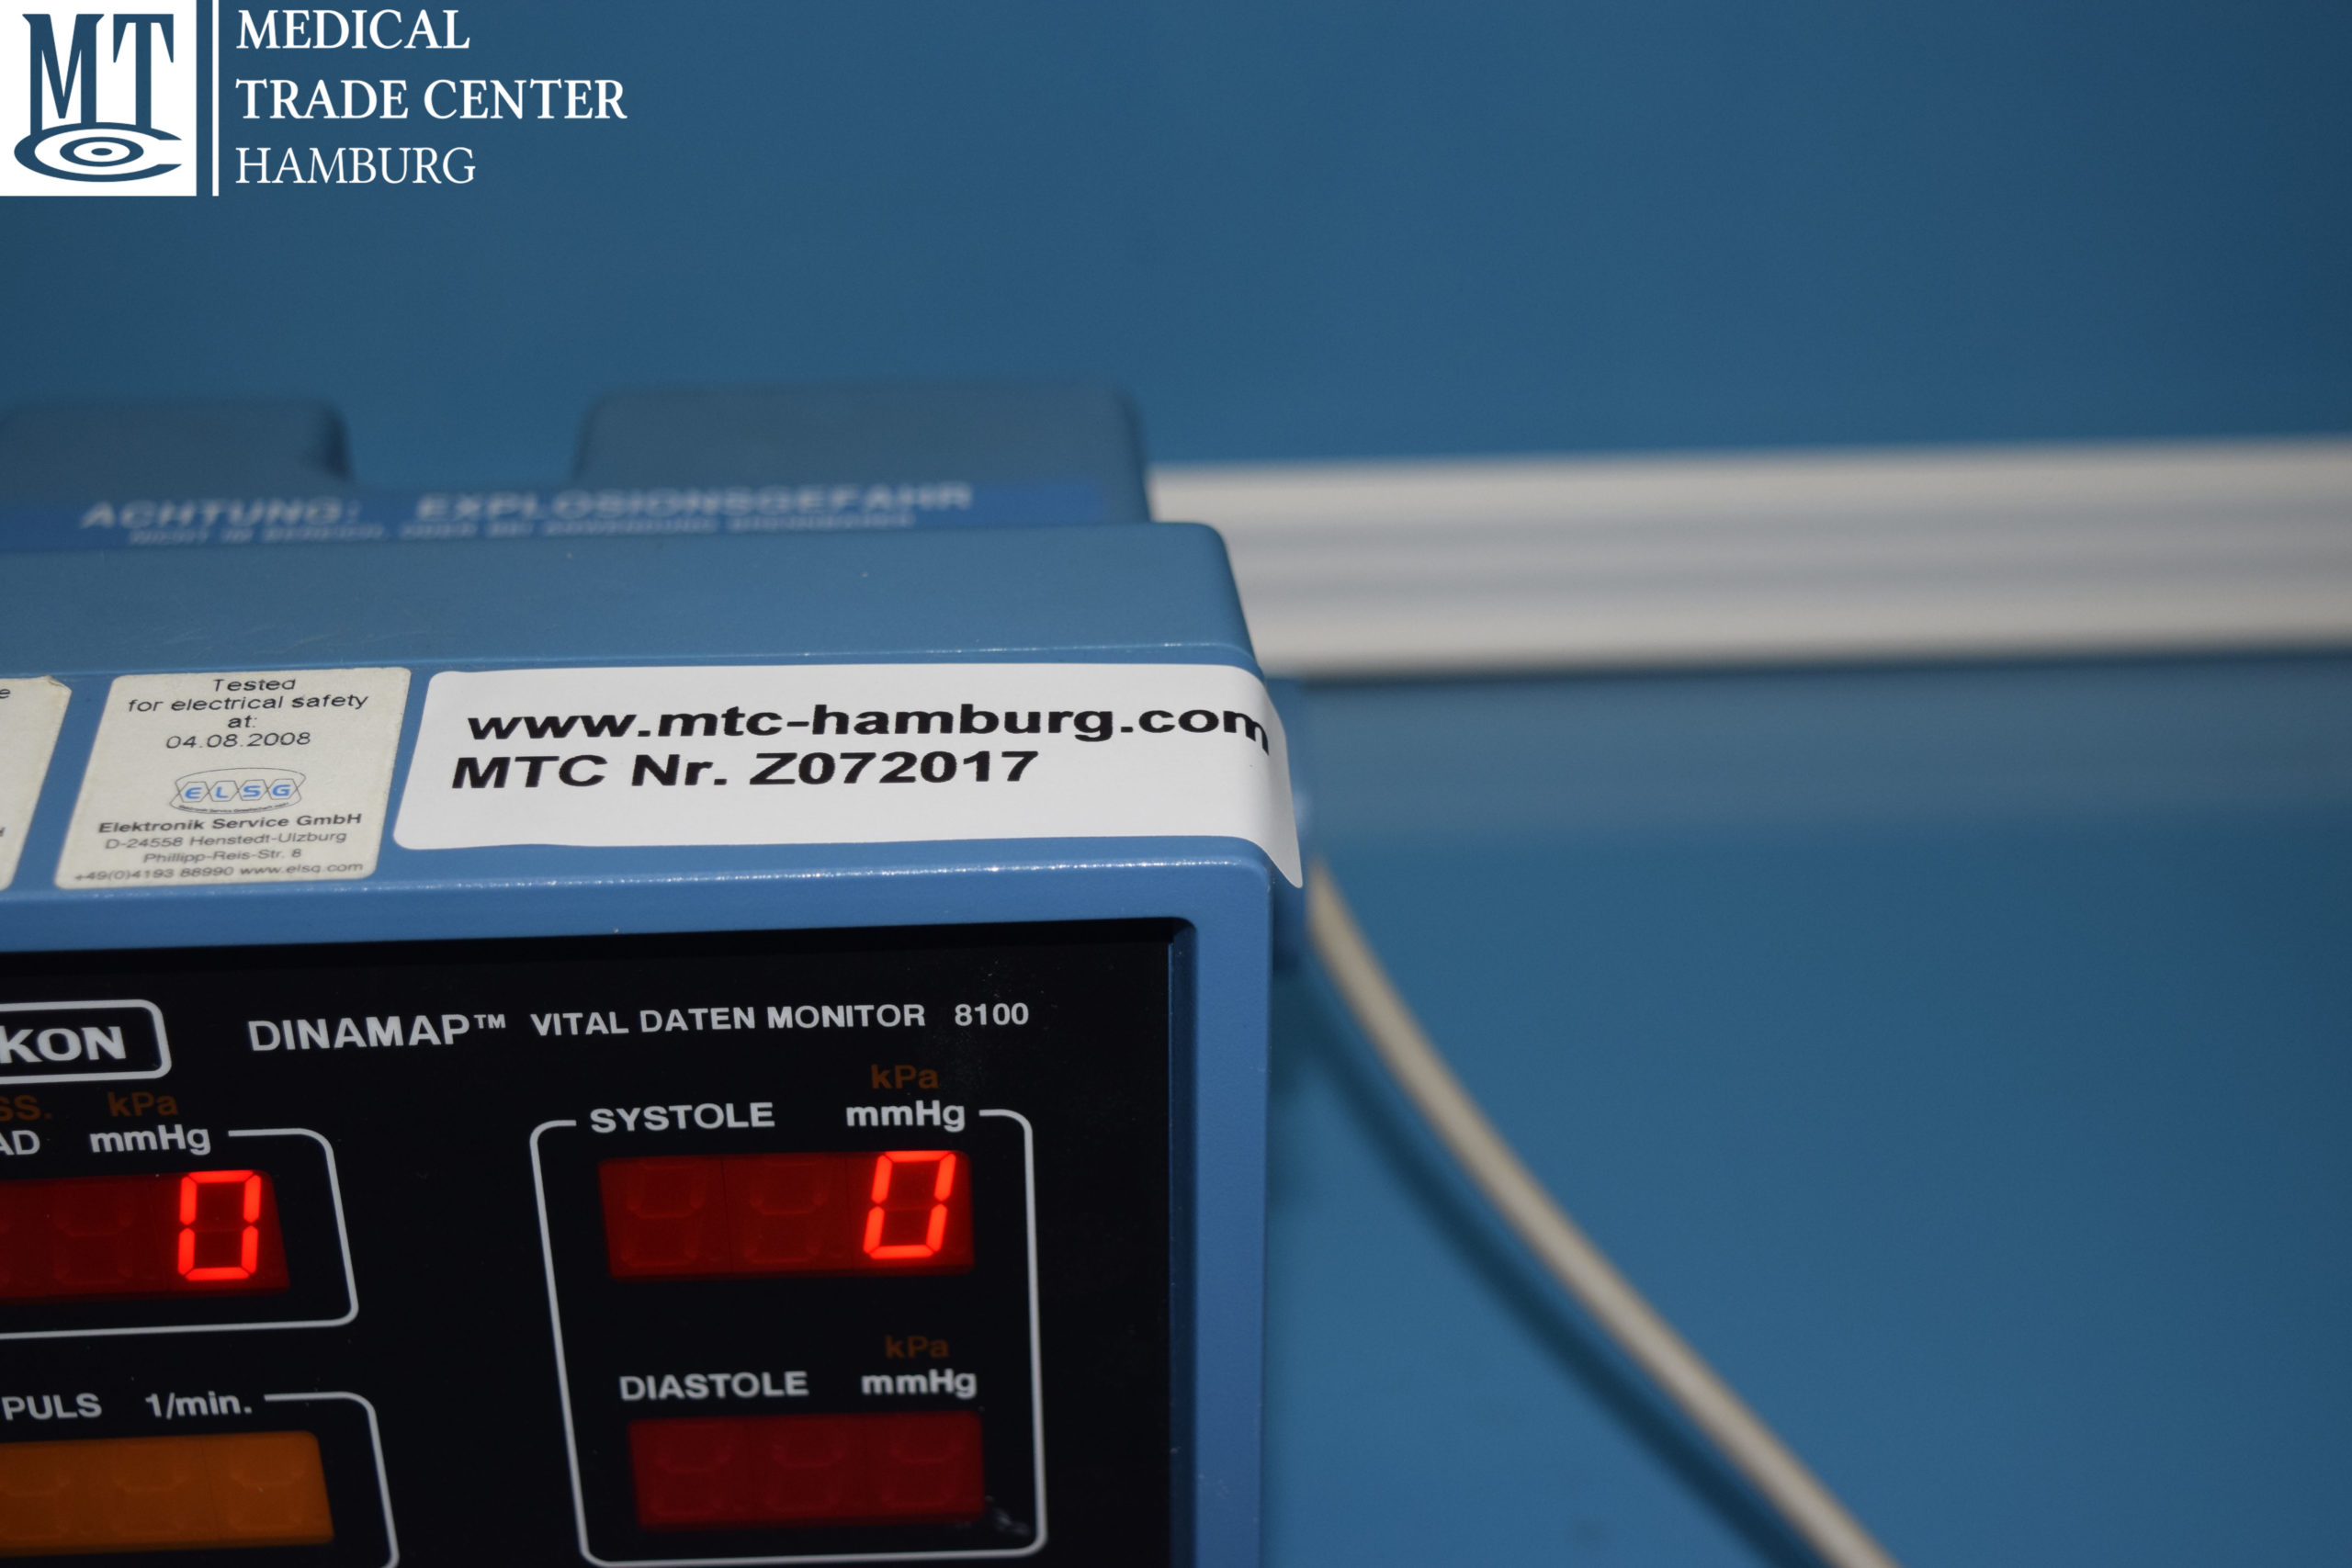 MTC
MEDICAL
TRADE CENTER
HAMBURG
ACHTUNG: EXPLOSIONSGEFAHR
e
Tested
for electrical safety
at:
04.08.2008
ELSG
Elektronik Service GmbH
D-24558 Henstedt-Ulzburg
Phillipp-Reis-Str. 8
+49(0)4193 88990 www.elsg.com
www.mtc-hamburg.com
MTC Nr. Z072017
KON
DINAMAP™ VITAL DATEN MONITOR 8100
SS. kPa
AD mmHg
0
kPa
SYSTOLE mmHg
0
kPa
DIASTOLE mmHg
PULS 1/min.